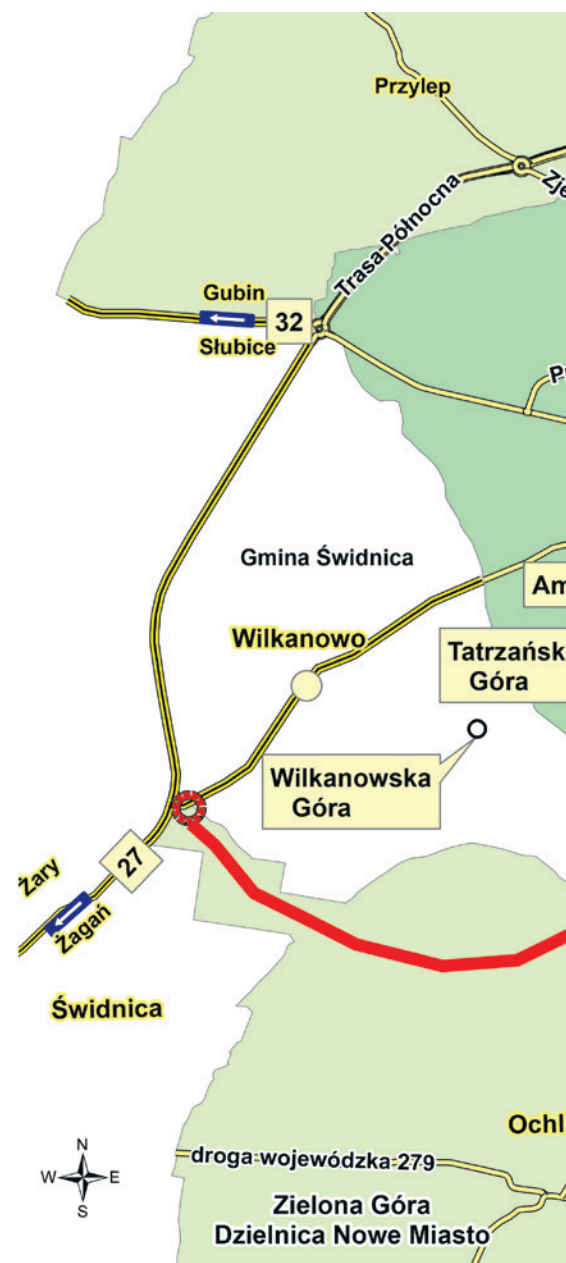 Przylep
Trasa Północna
Gubin
32
Słubice
Gmina Świdnica
Wilkanowo
Góra
Wilkanowska
Góra
27
Żary
Żagań
Świdnica
N
W E
S
droga wojewódzka 279
Zielona Góra
Dzielnica Nowe Miasto